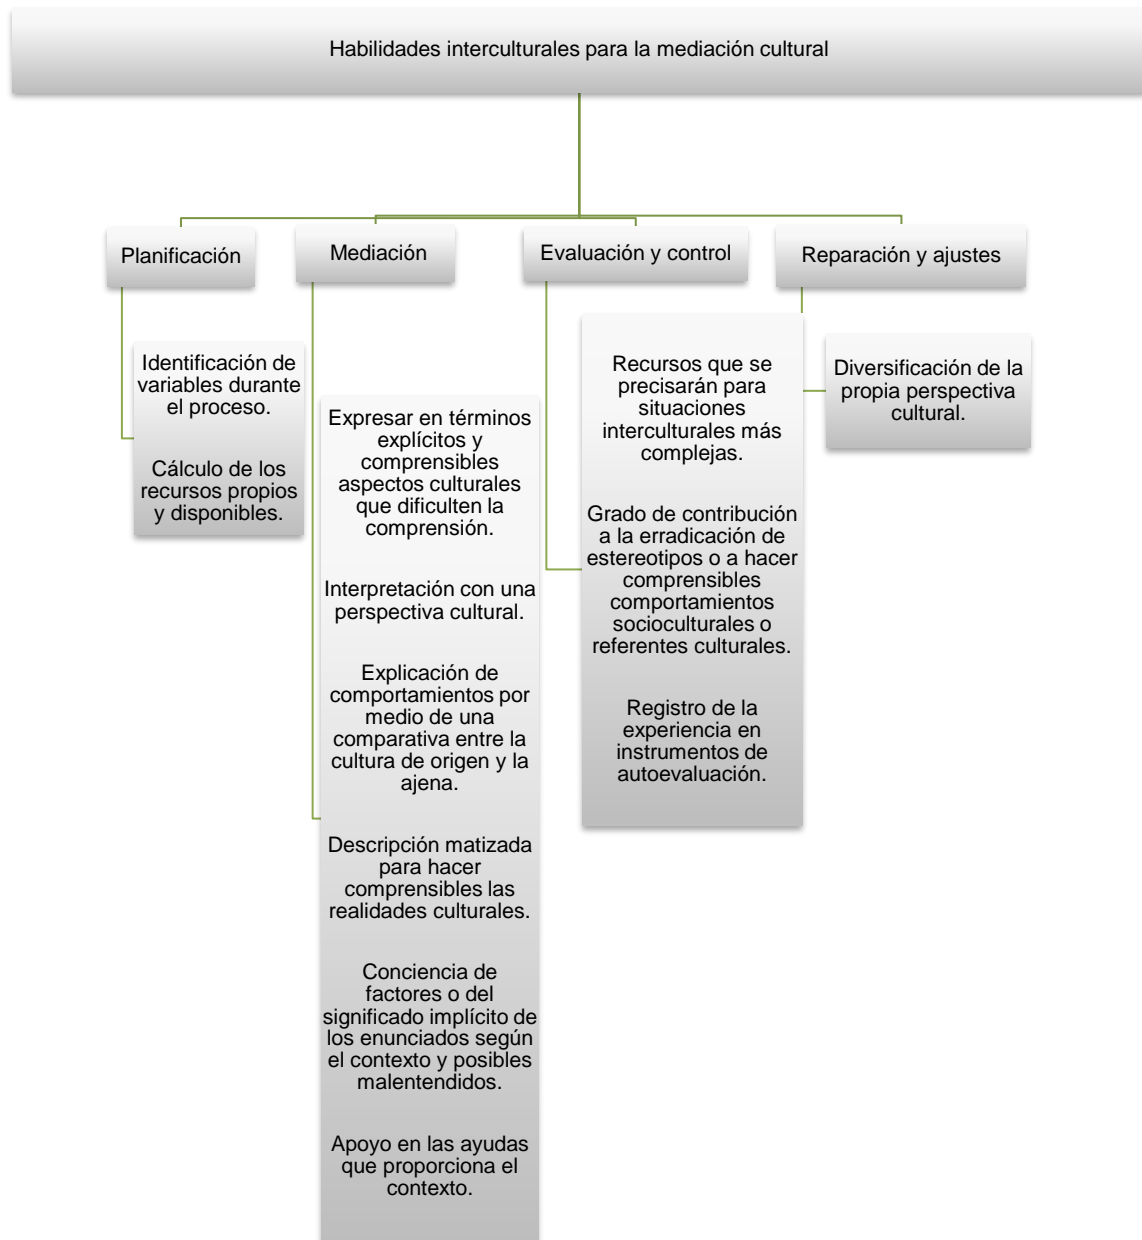 Habilidades interculturales para la mediación cultural
Planificación
Mediación
Evaluación y control
Reparación y ajustes
Identificación de
variables durante
el proceso.
Cálculo de los
recursos propios
y disponibles.
Expresar en términos
explícitos y
comprensibles
aspectos culturales
que dificulten la
comprensión.
Interpretación con una
perspectiva cultural.
Explicación de
comportamientos por
medio de una
comparativa entre la
cultura de origen y la
ajena.
Descripción matizada
para hacer
comprensible las
realidades culturales.
Conciencia de
factores o del
significado implícito de
los enunciados según
el contexto y posibles
malentendidos.
Apoyo en las ayudas
que proporciona el
contexto.
Recursos que se
precisarán para
situaciones
interculturales más
complejas.
Grado de contribución
a la erradicación de
estereotipos o a hacer
comprensibles
comportamientos
socioculturales o
referentes culturales.
Registro de la
experiencia en
instrumentos de
autoevaluación.
Diversificación de la
propia perspectiva
cultural.